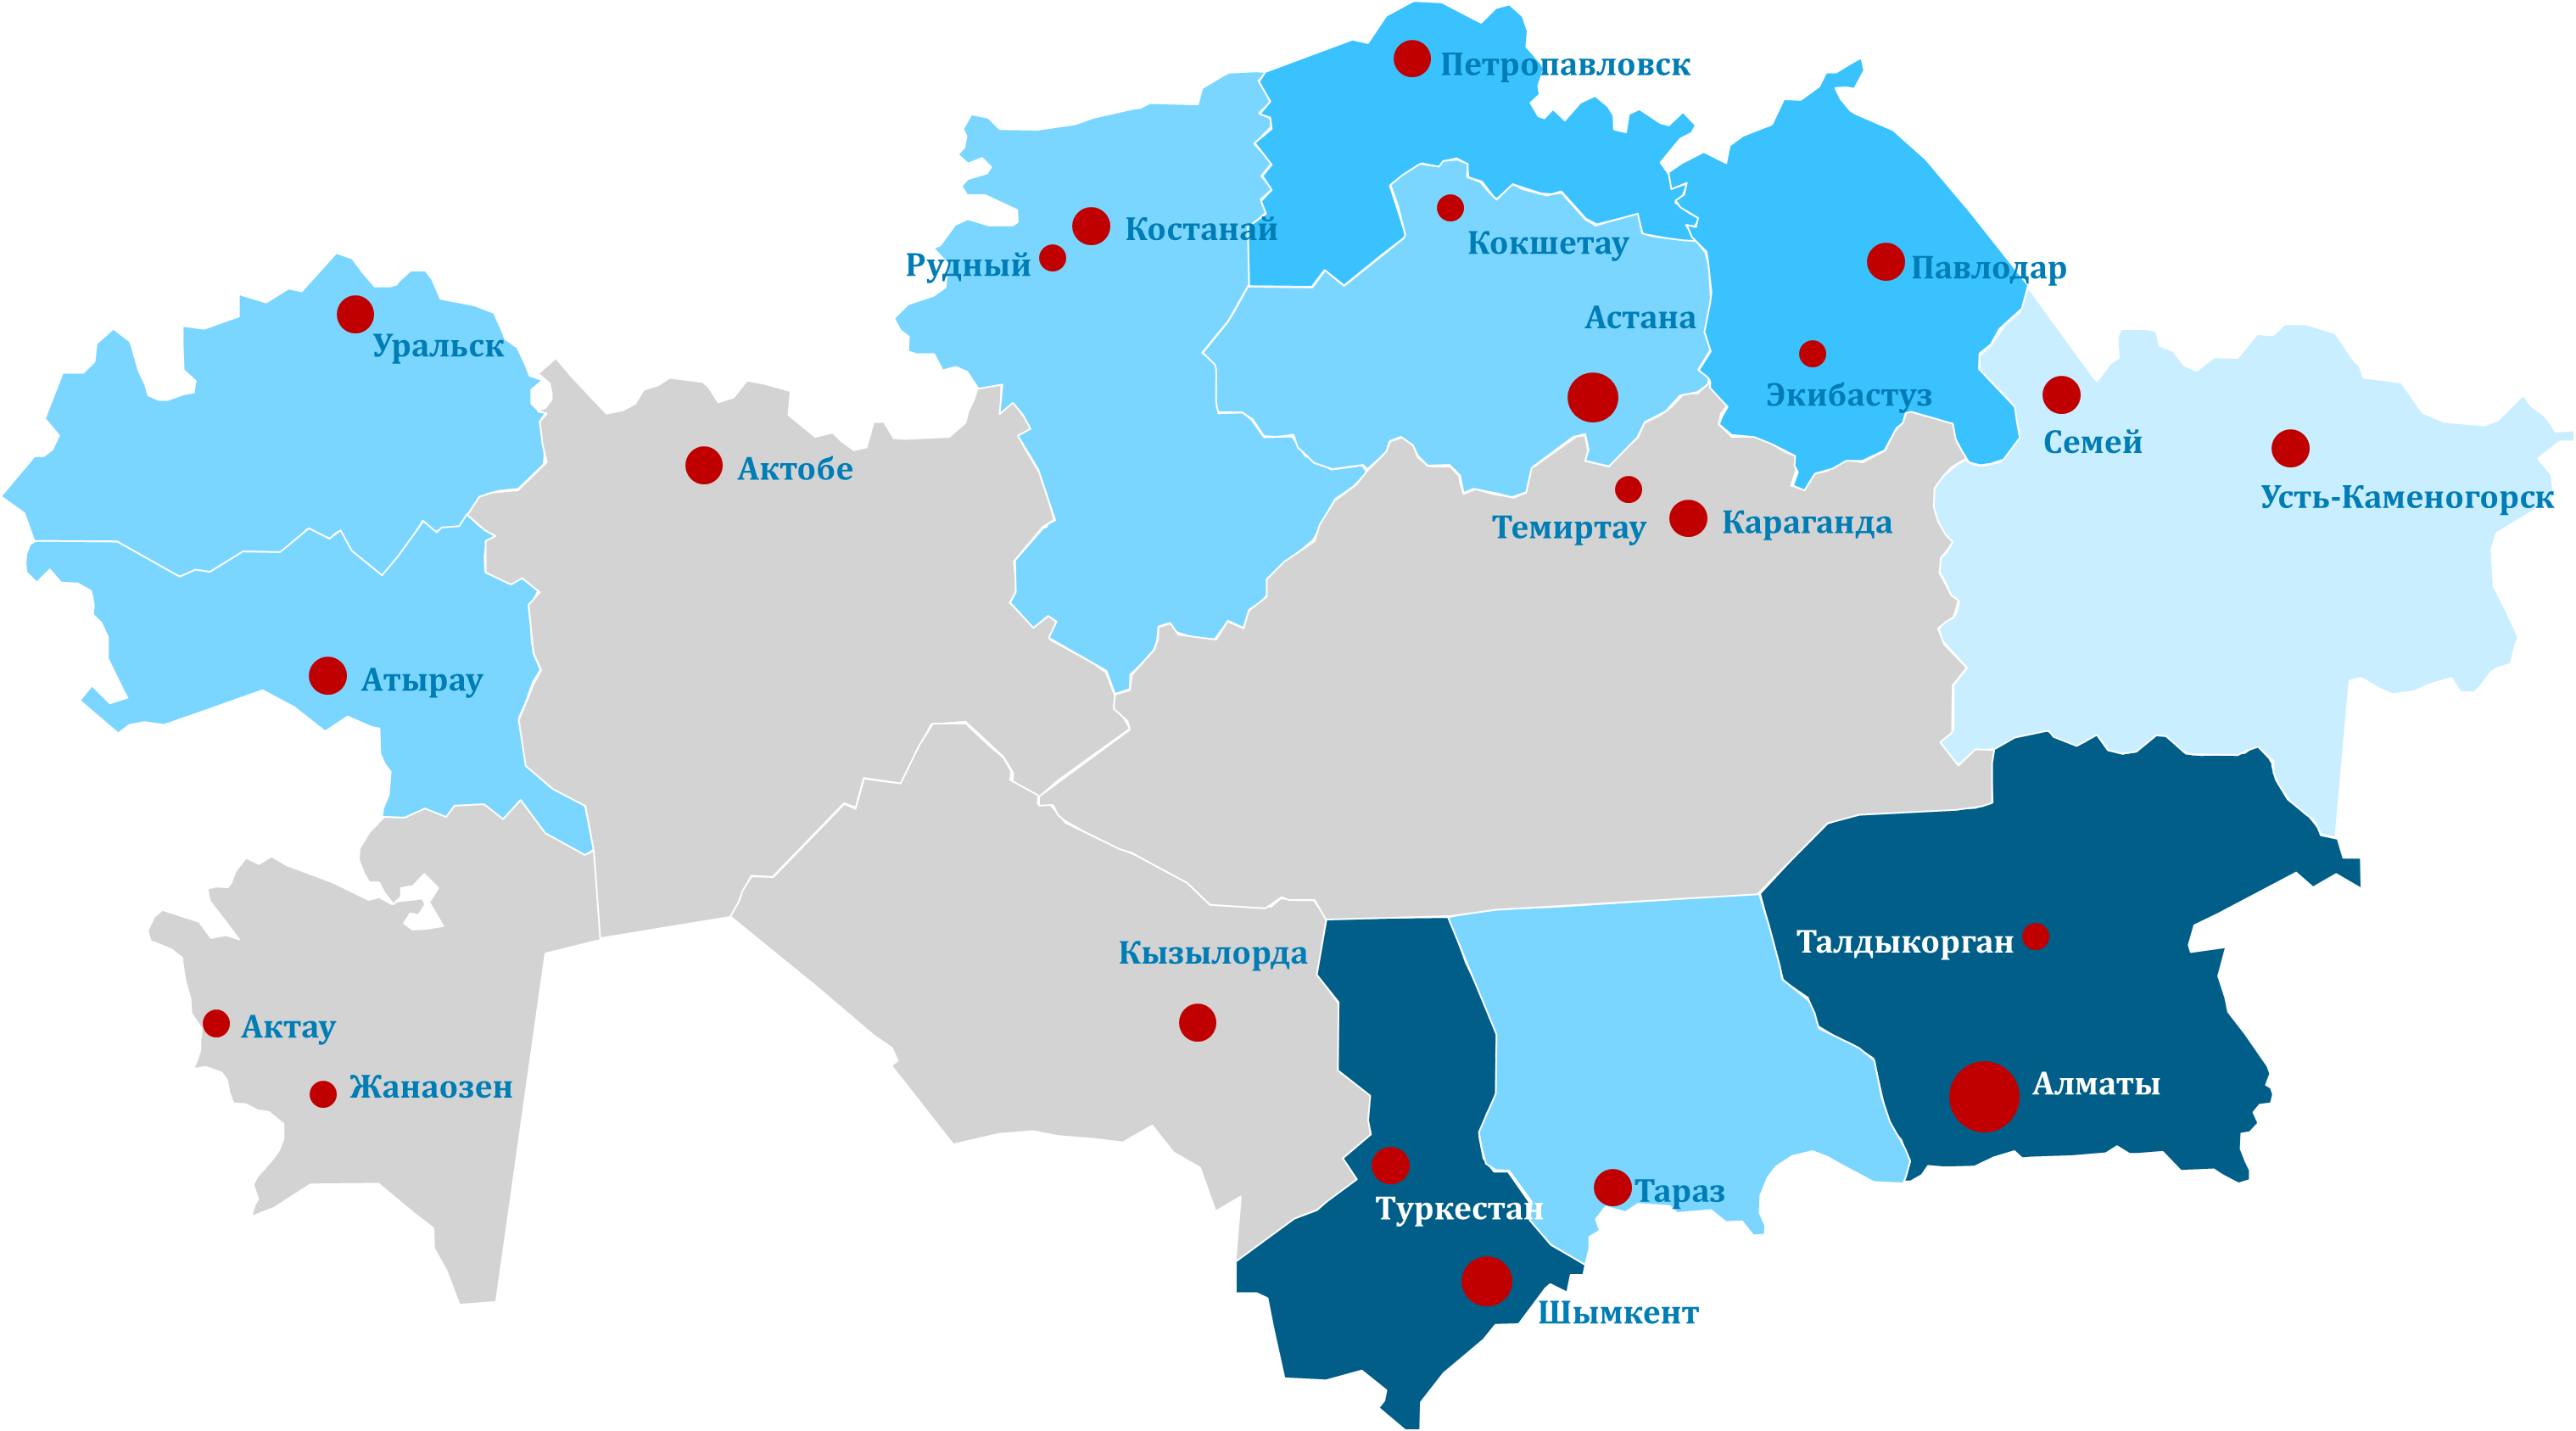 Петропавловск
Костанай
Кокшетау
Рудный
Павлодар
Астана
Уральск
Экибастуз
Семей
Актобе
Усть-Каменогорск
Темиртау
Караганда
Атырау
Кызылорда
Талдыкорган
Актау
Жанаозен
Алматы
Тараз
Туркестан
Шымкент